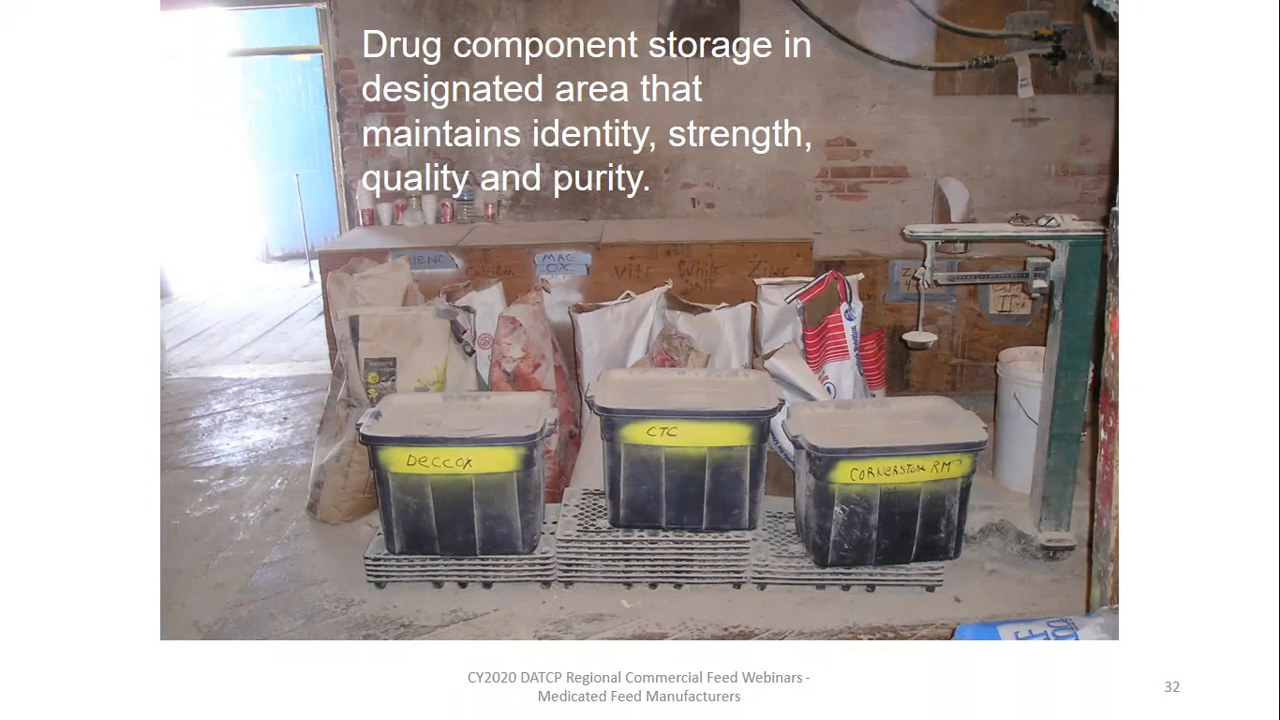 Drug component storage in
designated area that
maintains identity, strength,
quality and purity.
MAG
OX
Calcium
White
Salt
Zinc
DECCOX
CTC
CORNERSTONE RM
CY2020 DATCP Regional Commercial Feed Webinars -
Medicated Feed Manufacturers
32